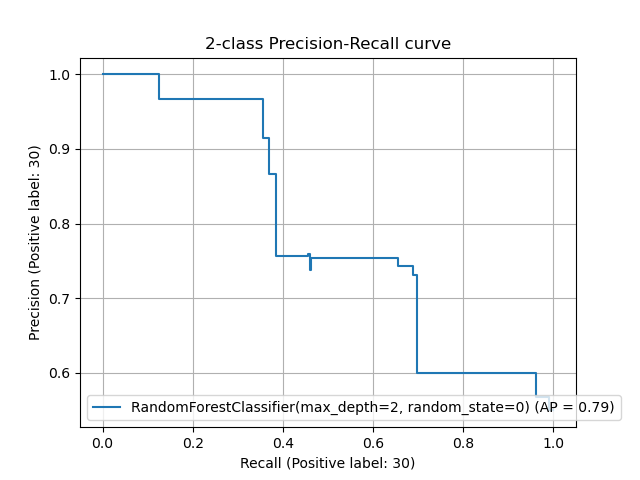 2-class Precision-Recall curve
1.0
0.9
0.8
0.7
0.6
Precision (Positive label: 30)
RandomForestClassifier(max_depth=2, random_state=0) (AP = 0.79)
0.0 0.2 0.4 0.6 0.8 1.0
Recall (Positive label: 30)